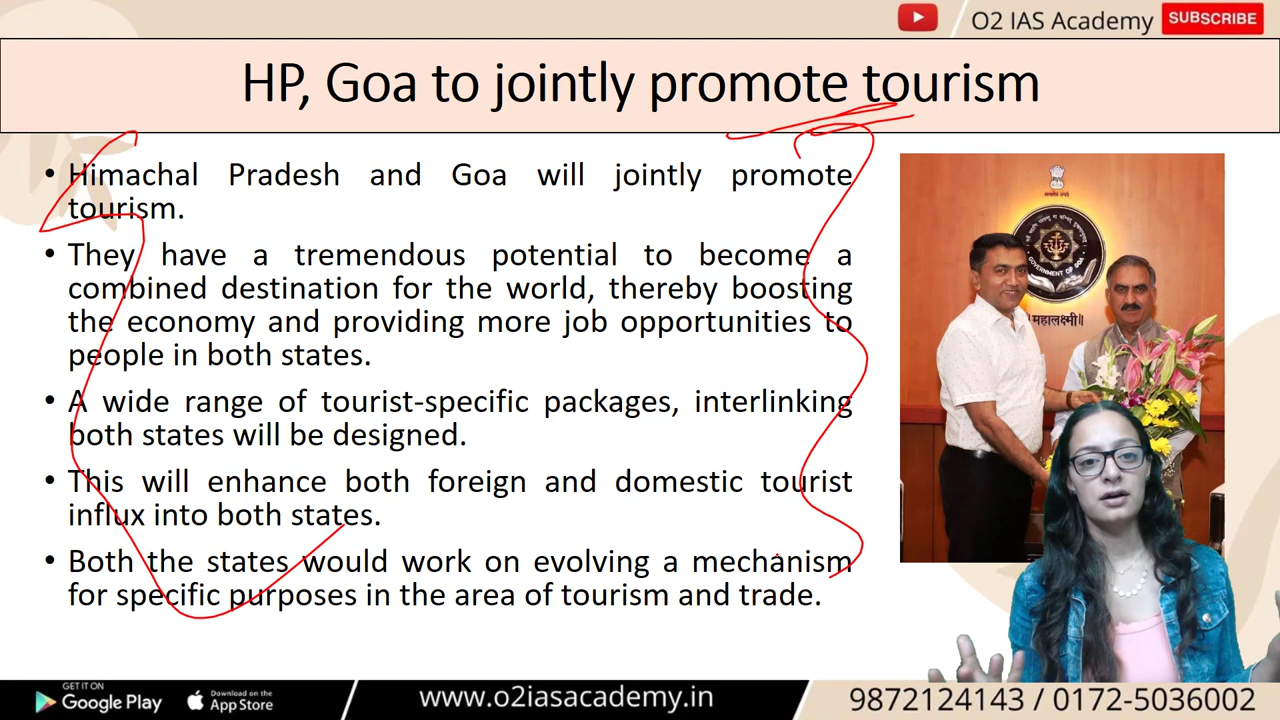 O2 IAS Academy SUBSCRIBE
HP, Goa to jointly promote tourism
• Himachal Pradesh and Goa will jointly promote
tourism.
• They have a tremendous potential to become a
combined destination for the world, thereby boosting
the economy and providing more job opportunities to
people in both states.
• A wide range of tourist-specific packages, interlinking
both states will be designed.
• This will enhance both foreign and domestic tourist
influx into both states.
• Both the states would work on evolving a mechanism
for specific purposes in the area of tourism and trade.
GOVERNMENT OF GOA
॥महालक्ष्मी॥
GET IT ON
Google Play
Download on the
App Store
www.o2iasacademy.in
9872124143 / 0172-5036002